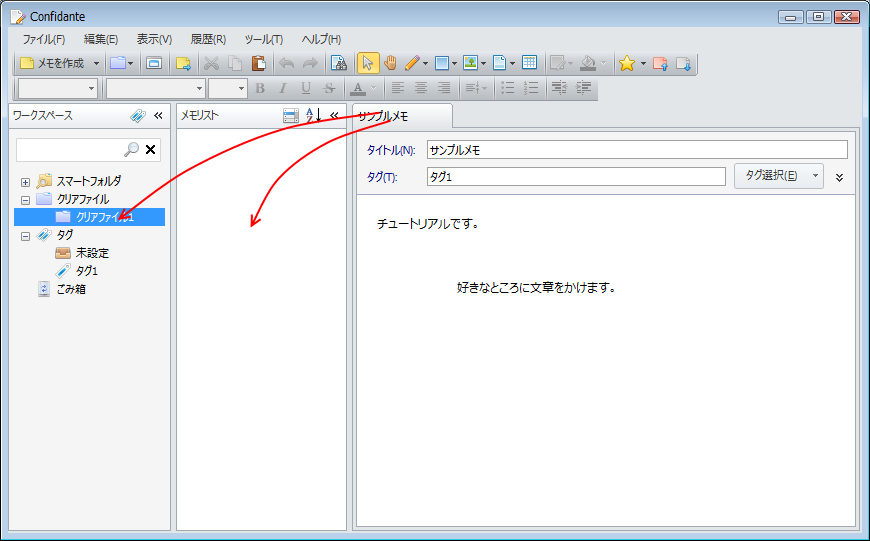 Confidante
ファイル(F) 編集(E) 表示(V) 履歴(R) ツール(T) ヘルプ(H)
メモを作成
B I U S A
ワークスペース
メモリスト
サンプルメモ
タイトル(N): サンプルメモ
タグ(T): タグ1 タグ選択(E)
スマートフォルダ
クリアファイル
クリアファイル1
タグ
未設定
タグ1
ごみ箱
チュートリアルです。
好きなところに文章をかけます。